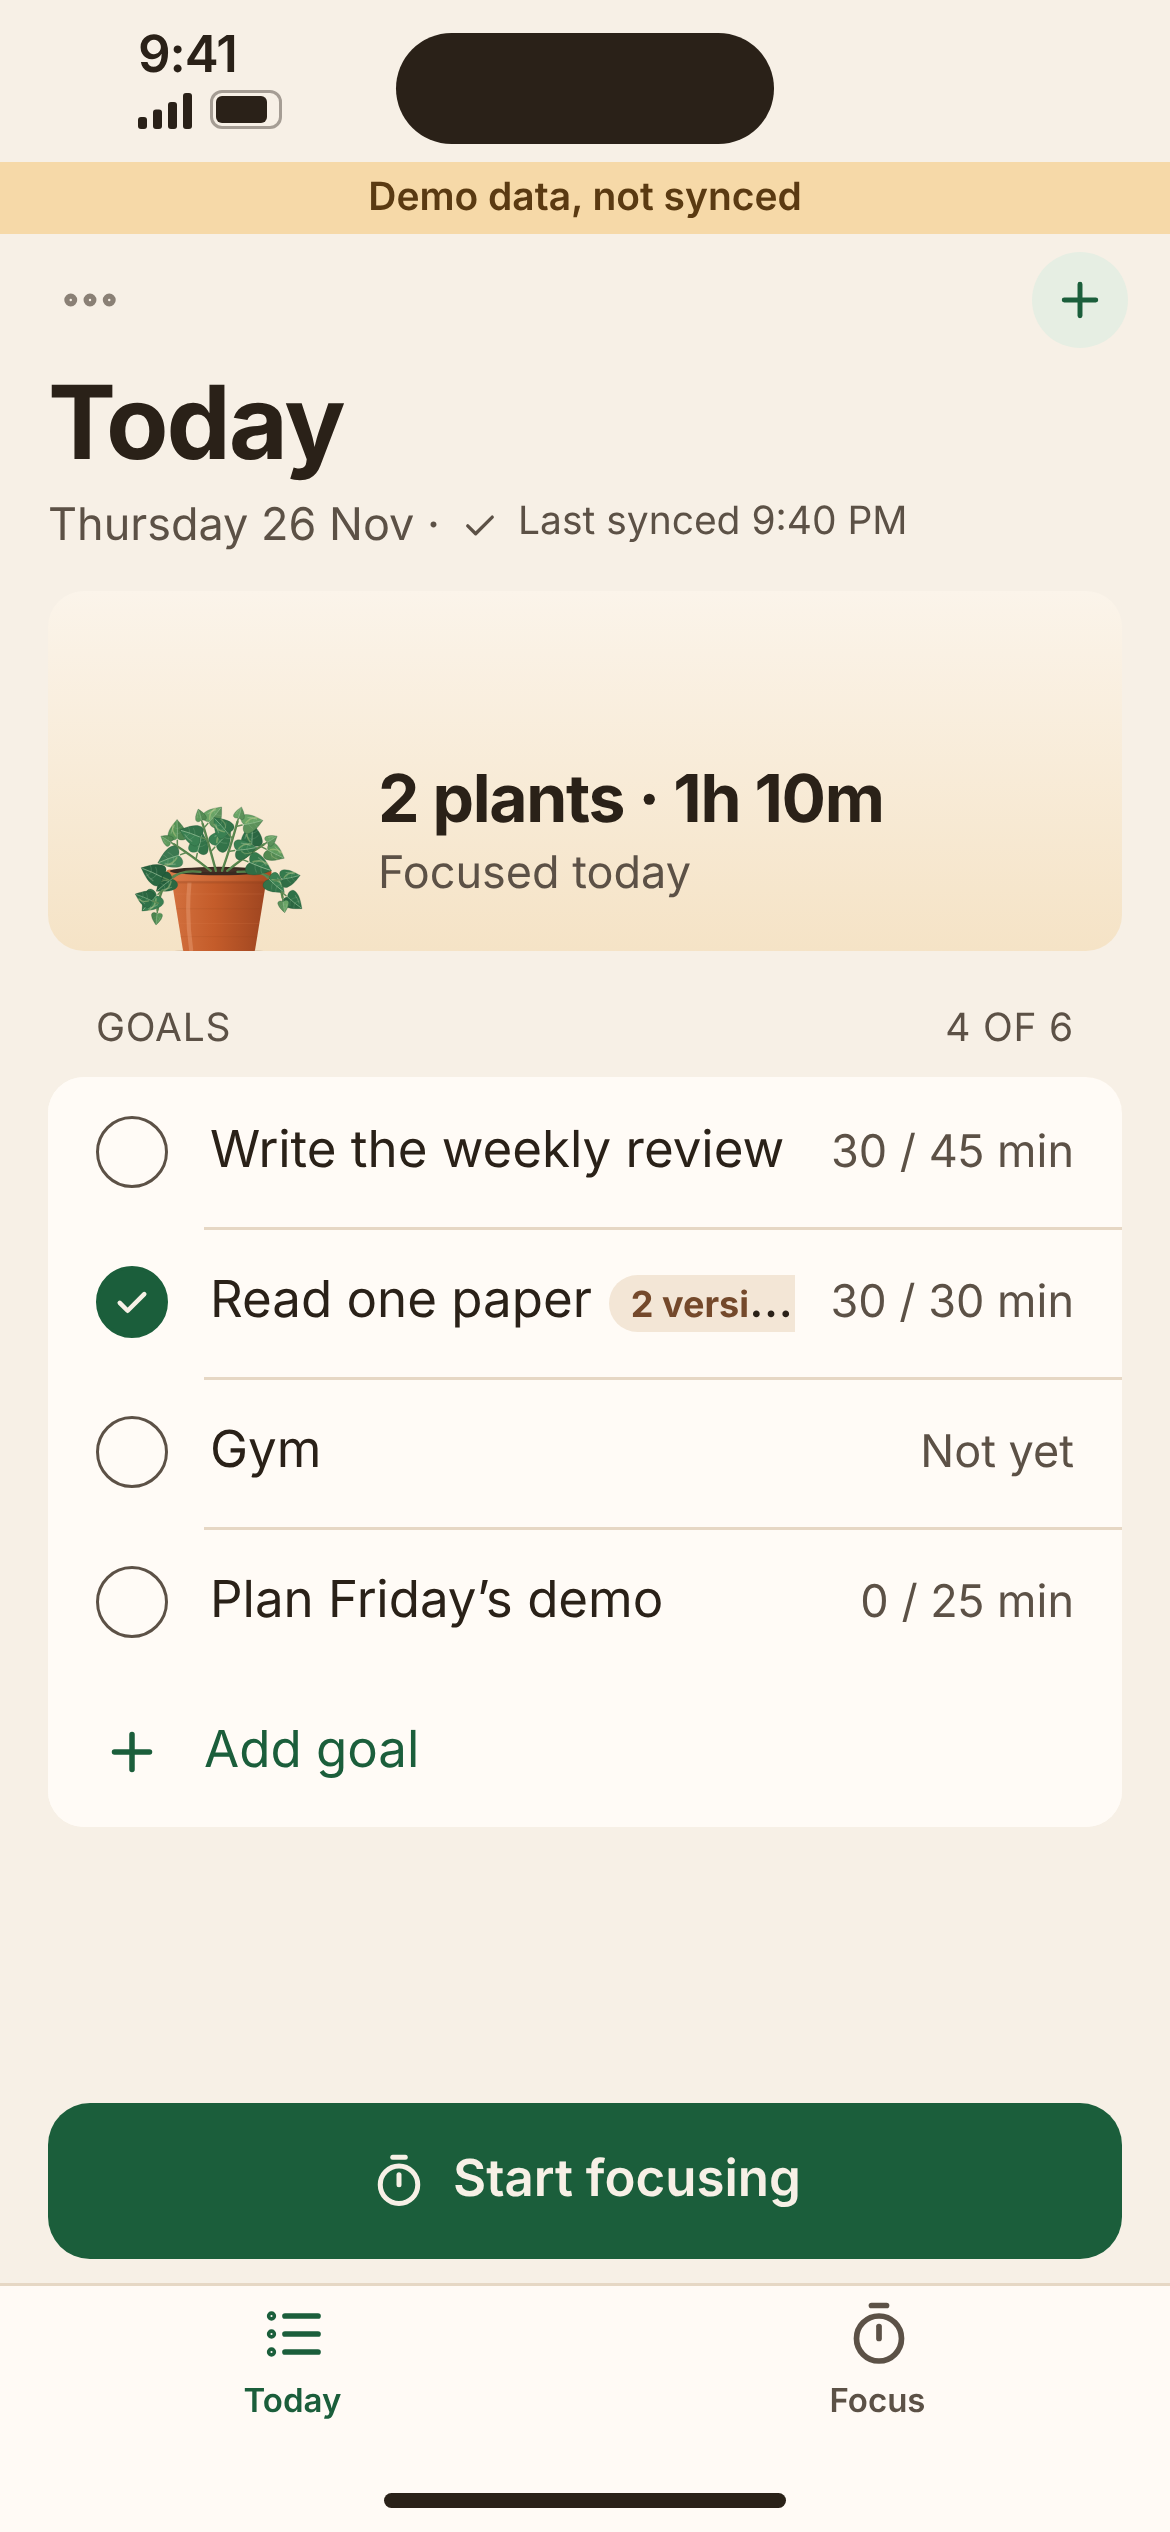 9:41
Demo data, not synced
Today
Thursday 26 Nov · Last synced 9:40 PM
2 plants · 1h 10m
Focused today
GOALS 4 OF 6
Write the weekly review 30 / 45 min
Read one paper 2 versi... 30 / 30 min
Gym Not yet
Plan Friday’s demo 0 / 25 min
Add goal
Start focusing
Today Focus